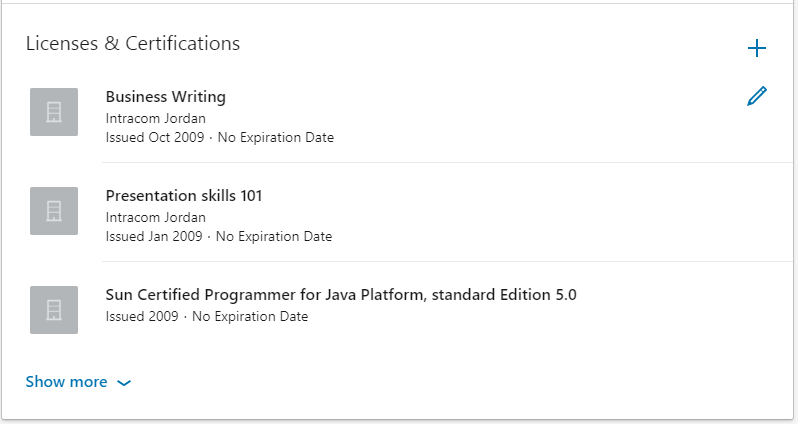 Licenses & Certifications
Business Writing
Intracom Jordan
Issued Oct 2009 · No Expiration Date
Presentation skills 101
Intracom Jordan
Issued Jan 2009 · No Expiration Date
Sun Certified Programmer for Java Platform, standard Edition 5.0
Issued 2009 · No Expiration Date
Show more